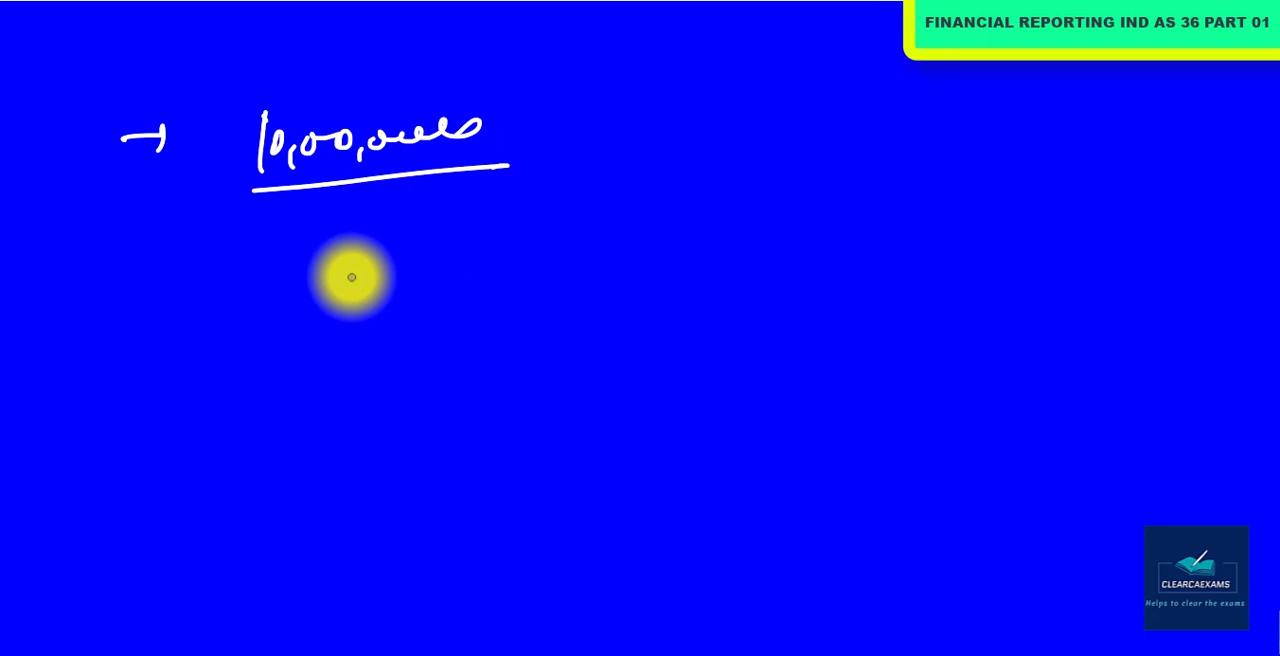 FINANCIAL REPORTING IND AS 36 PART 01
→ 10,00,000
CLEARCAEXAMS
Helps to clear the exams